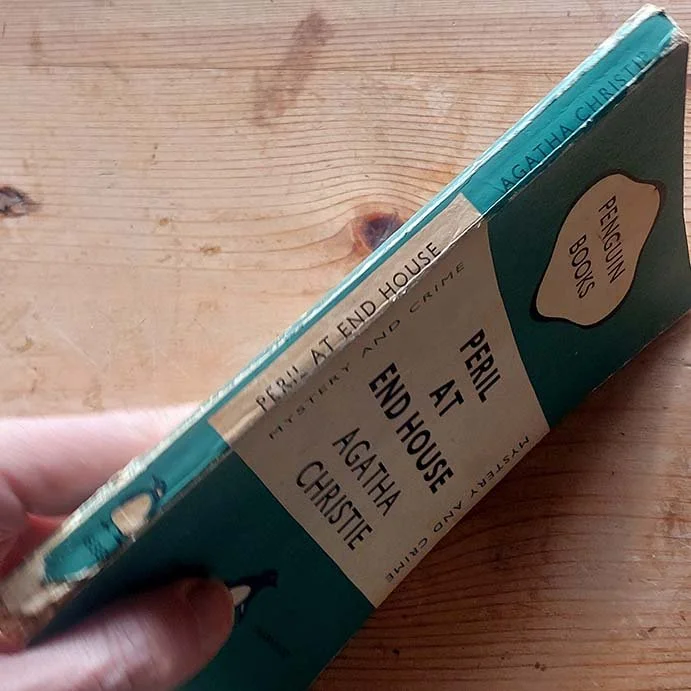 AGATHA CHRISTIE
PERIL AT END HOUSE
PENGUIN
BOOKS
MYSTERY AND CRIME
PERIL
AT
END HOUSE
AGATHA
CHRISTIE
MYSTERY AND CRIME